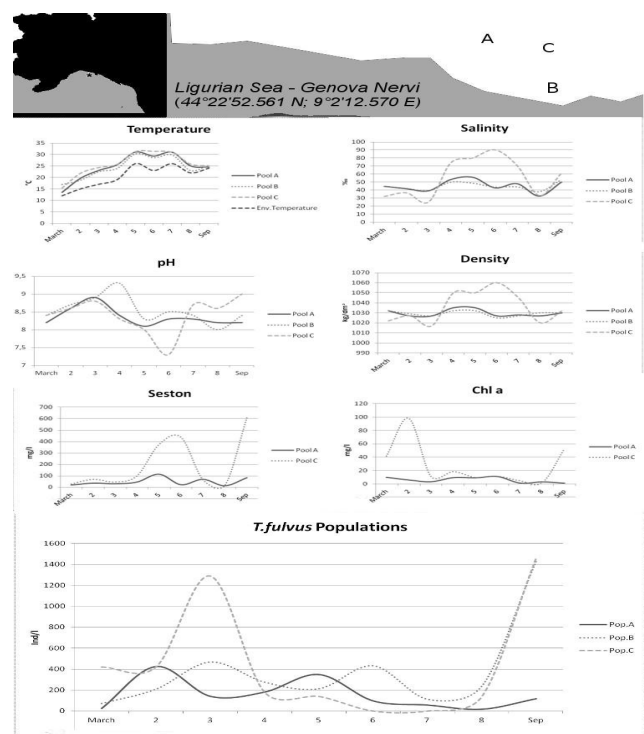 A
C
B
Ligurian Sea - Genova Nervi
(44°22'52.561 N; 9°2'12.570 E)
Temperature
35
30
25
20
15
10
5
0
°C
March 2 3 4 5 6 7 8 Sep
Pool A
Pool B
Pool C
Env.Temperature
Salinity
100
90
80
70
60
50
40
30
20
10
0
‰
March 2 3 4 5 6 7 8 Sep
Pool A
Pool B
Pool C
pH
9,5
9
8,5
8
7,5
7
March 2 3 4 5 6 7 8 Sep
Pool A
Pool B
Pool C
Density
1070
1060
1050
1040
1030
1020
1010
1000
990
kg/dm³
March 2 3 4 5 6 7 8 Sep
Pool A
Pool B
Pool C
Seston
700
600
500
400
300
200
100
0
mg/l
March 2 3 4 5 6 7 8 Sep
Pool A
Pool C
Chl a
120
100
80
60
40
20
0
mg/l
March 2 3 4 5 6 7 8 Sep
Pool A
Pool C
T.fulvus Populations
1600
1400
1200
1000
800
600
400
200
0
Ind/l
March 2 3 4 5 6 7 8 Sep
Pop.A
Pop.B
Pop.C